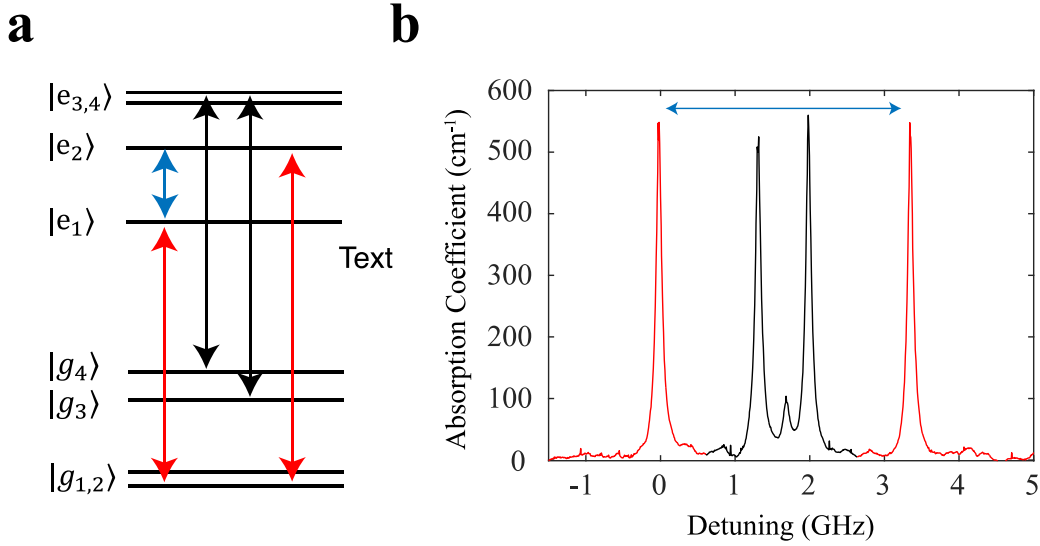 a
|e₃,₄⟩
|e₂⟩
|e₁⟩
Text
|g₄⟩
|g₃⟩
|g₁,₂⟩
b
Absorption Coefficient (cm⁻¹)
600
500
400
300
200
100
0
-1 0 1 2 3 4 5
Detuning (GHz)